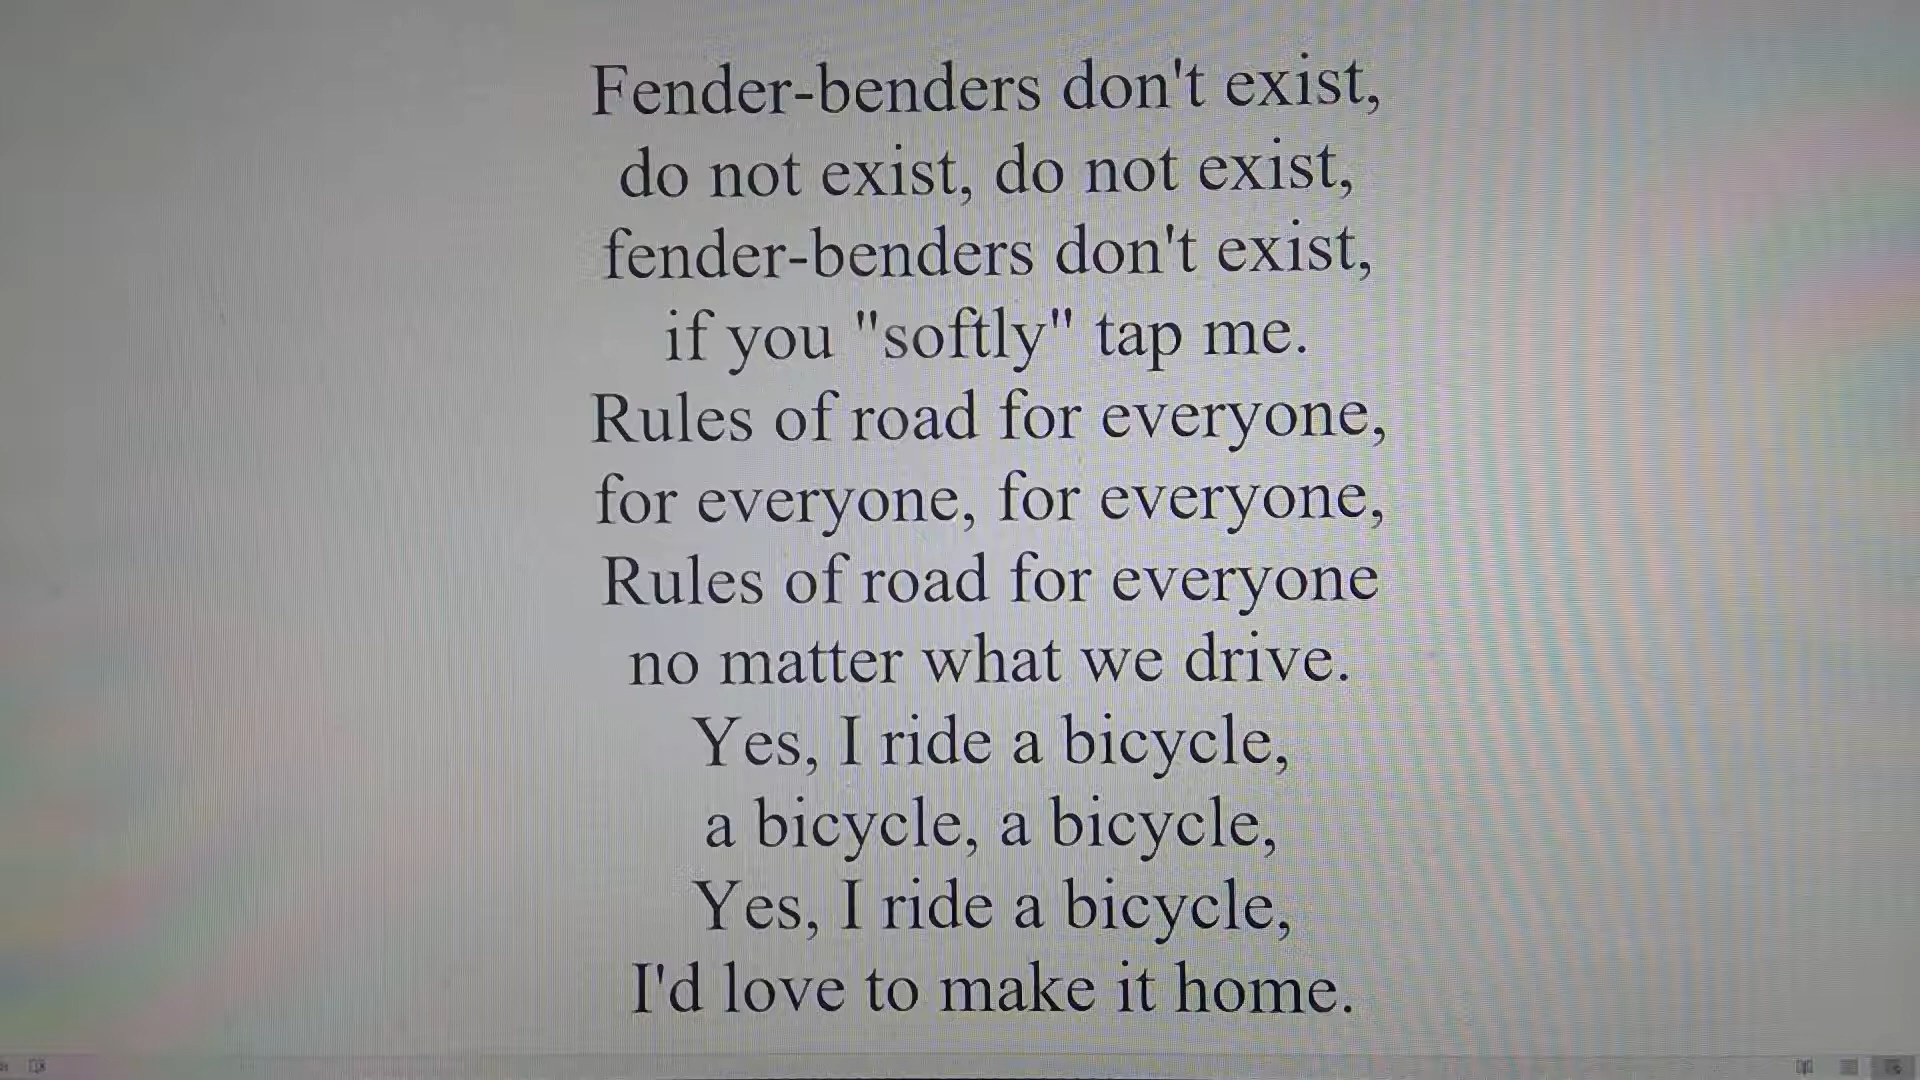 Fender-benders don't exist,
do not exist, do not exist,
fender-benders don't exist,
if you "softly" tap me.
Rules of road for everyone,
for everyone, for everyone,
Rules of road for everyone
no matter what we drive.
Yes, I ride a bicycle,
a bicycle, a bicycle,
Yes, I ride a bicycle,
I'd love to make it home.